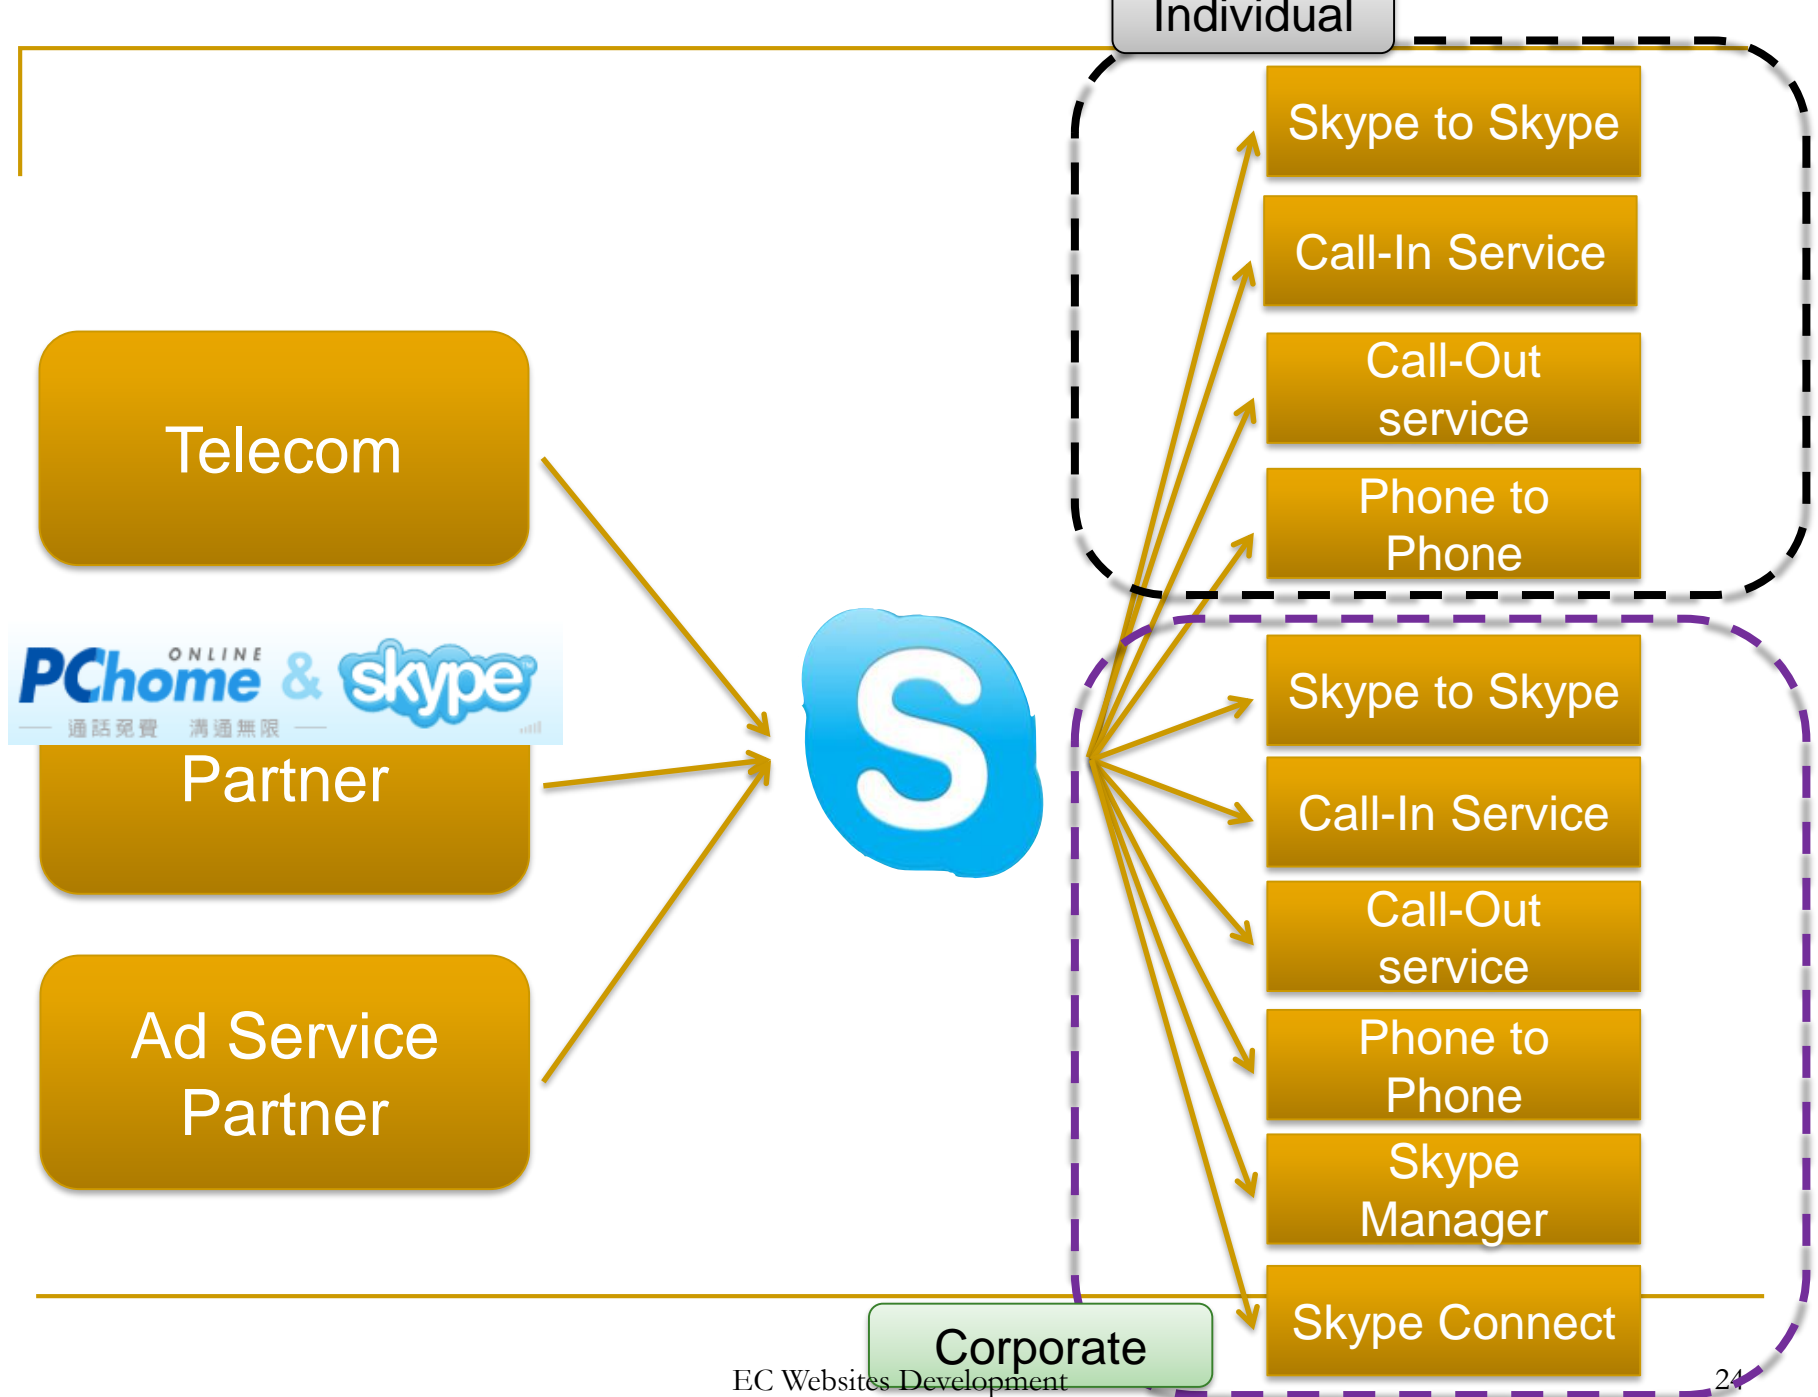 Individual
Skype to Skype
Call-In Service
Call-Out
service
Phone to
Phone
Telecom
PChome ONLINE & skype™
通話免費 溝通無限
Partner
Ad Service
Partner
S
Skype to Skype
Call-In Service
Call-Out
service
Phone to
Phone
Skype
Manager
Skype Connect
Corporate
EC Websites Development
24